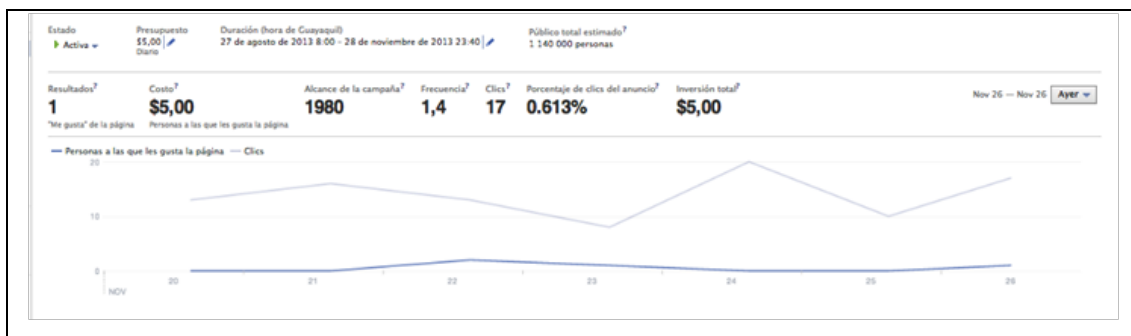 Estado Presupuesto Duración (hora de Guayaquil) Público total estimado?
Activa $5,00 27 de agosto de 2013 8:00 - 28 de noviembre de 2013 23:40 1 140 000 personas
Diario
Resultados? Costo? Alcance de la campaña? Frecuencia? Clics? Porcentaje de clics del anuncio? Inversión total?
1 $5,00 1980 1,4 17 0.613% $5,00 Nov 26 — Nov 26 Ayer
"Me gusta" de la página Personas a las que les gusta la página
Personas a las que les gusta la página Clics
20
10
0
20 21 22 23 24 25 26
NOV